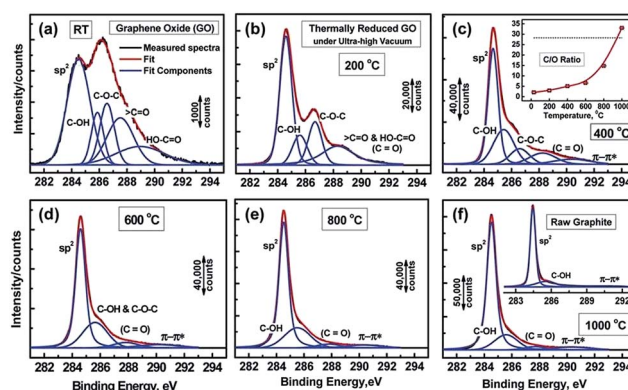 (a) RT Graphene Oxide (GO)
Measured spectra
Fit
Fit Components
sp2
C-O-C
C-OH
>C=O
HO-C=O
1000
counts
Intensity/counts
282 284 286 288 290 292 294
(b) Thermally Reduced GO
under Ultra-high Vacuum
200 °C
sp2
C-O-C
C-OH
>C=O & HO-C=O
(C = O)
20,000
counts
282 284 286 288 290 292 294
(c)
40,000
counts
sp2
C-OH
C-O-C
(C = O)
π-π*
400 °C
C/O Ratio
35
30
25
20
15
10
5
0
0 200 400 600 800 1000
Temperature, °C
282 284 286 288 290 292 294
(d) 600 °C
sp2
40,000
counts
C-OH & C-O-C
(C = O)
π-π*
Intensity/counts
282 284 286 288 290 292 294
Binding Energy, eV
(e) 800 °C
sp2
40,000
counts
C-OH
(C = O)
π-π*
282 284 286 288 290 292 294
Binding Energy,eV
(f) Raw Graphite
sp2
C-OH
π-π*
283 286 289 292
sp2
50,000
counts
C-OH
(C = O)
π-π*
1000 °C
282 284 286 288 290 292 294
Binding Energy, eV